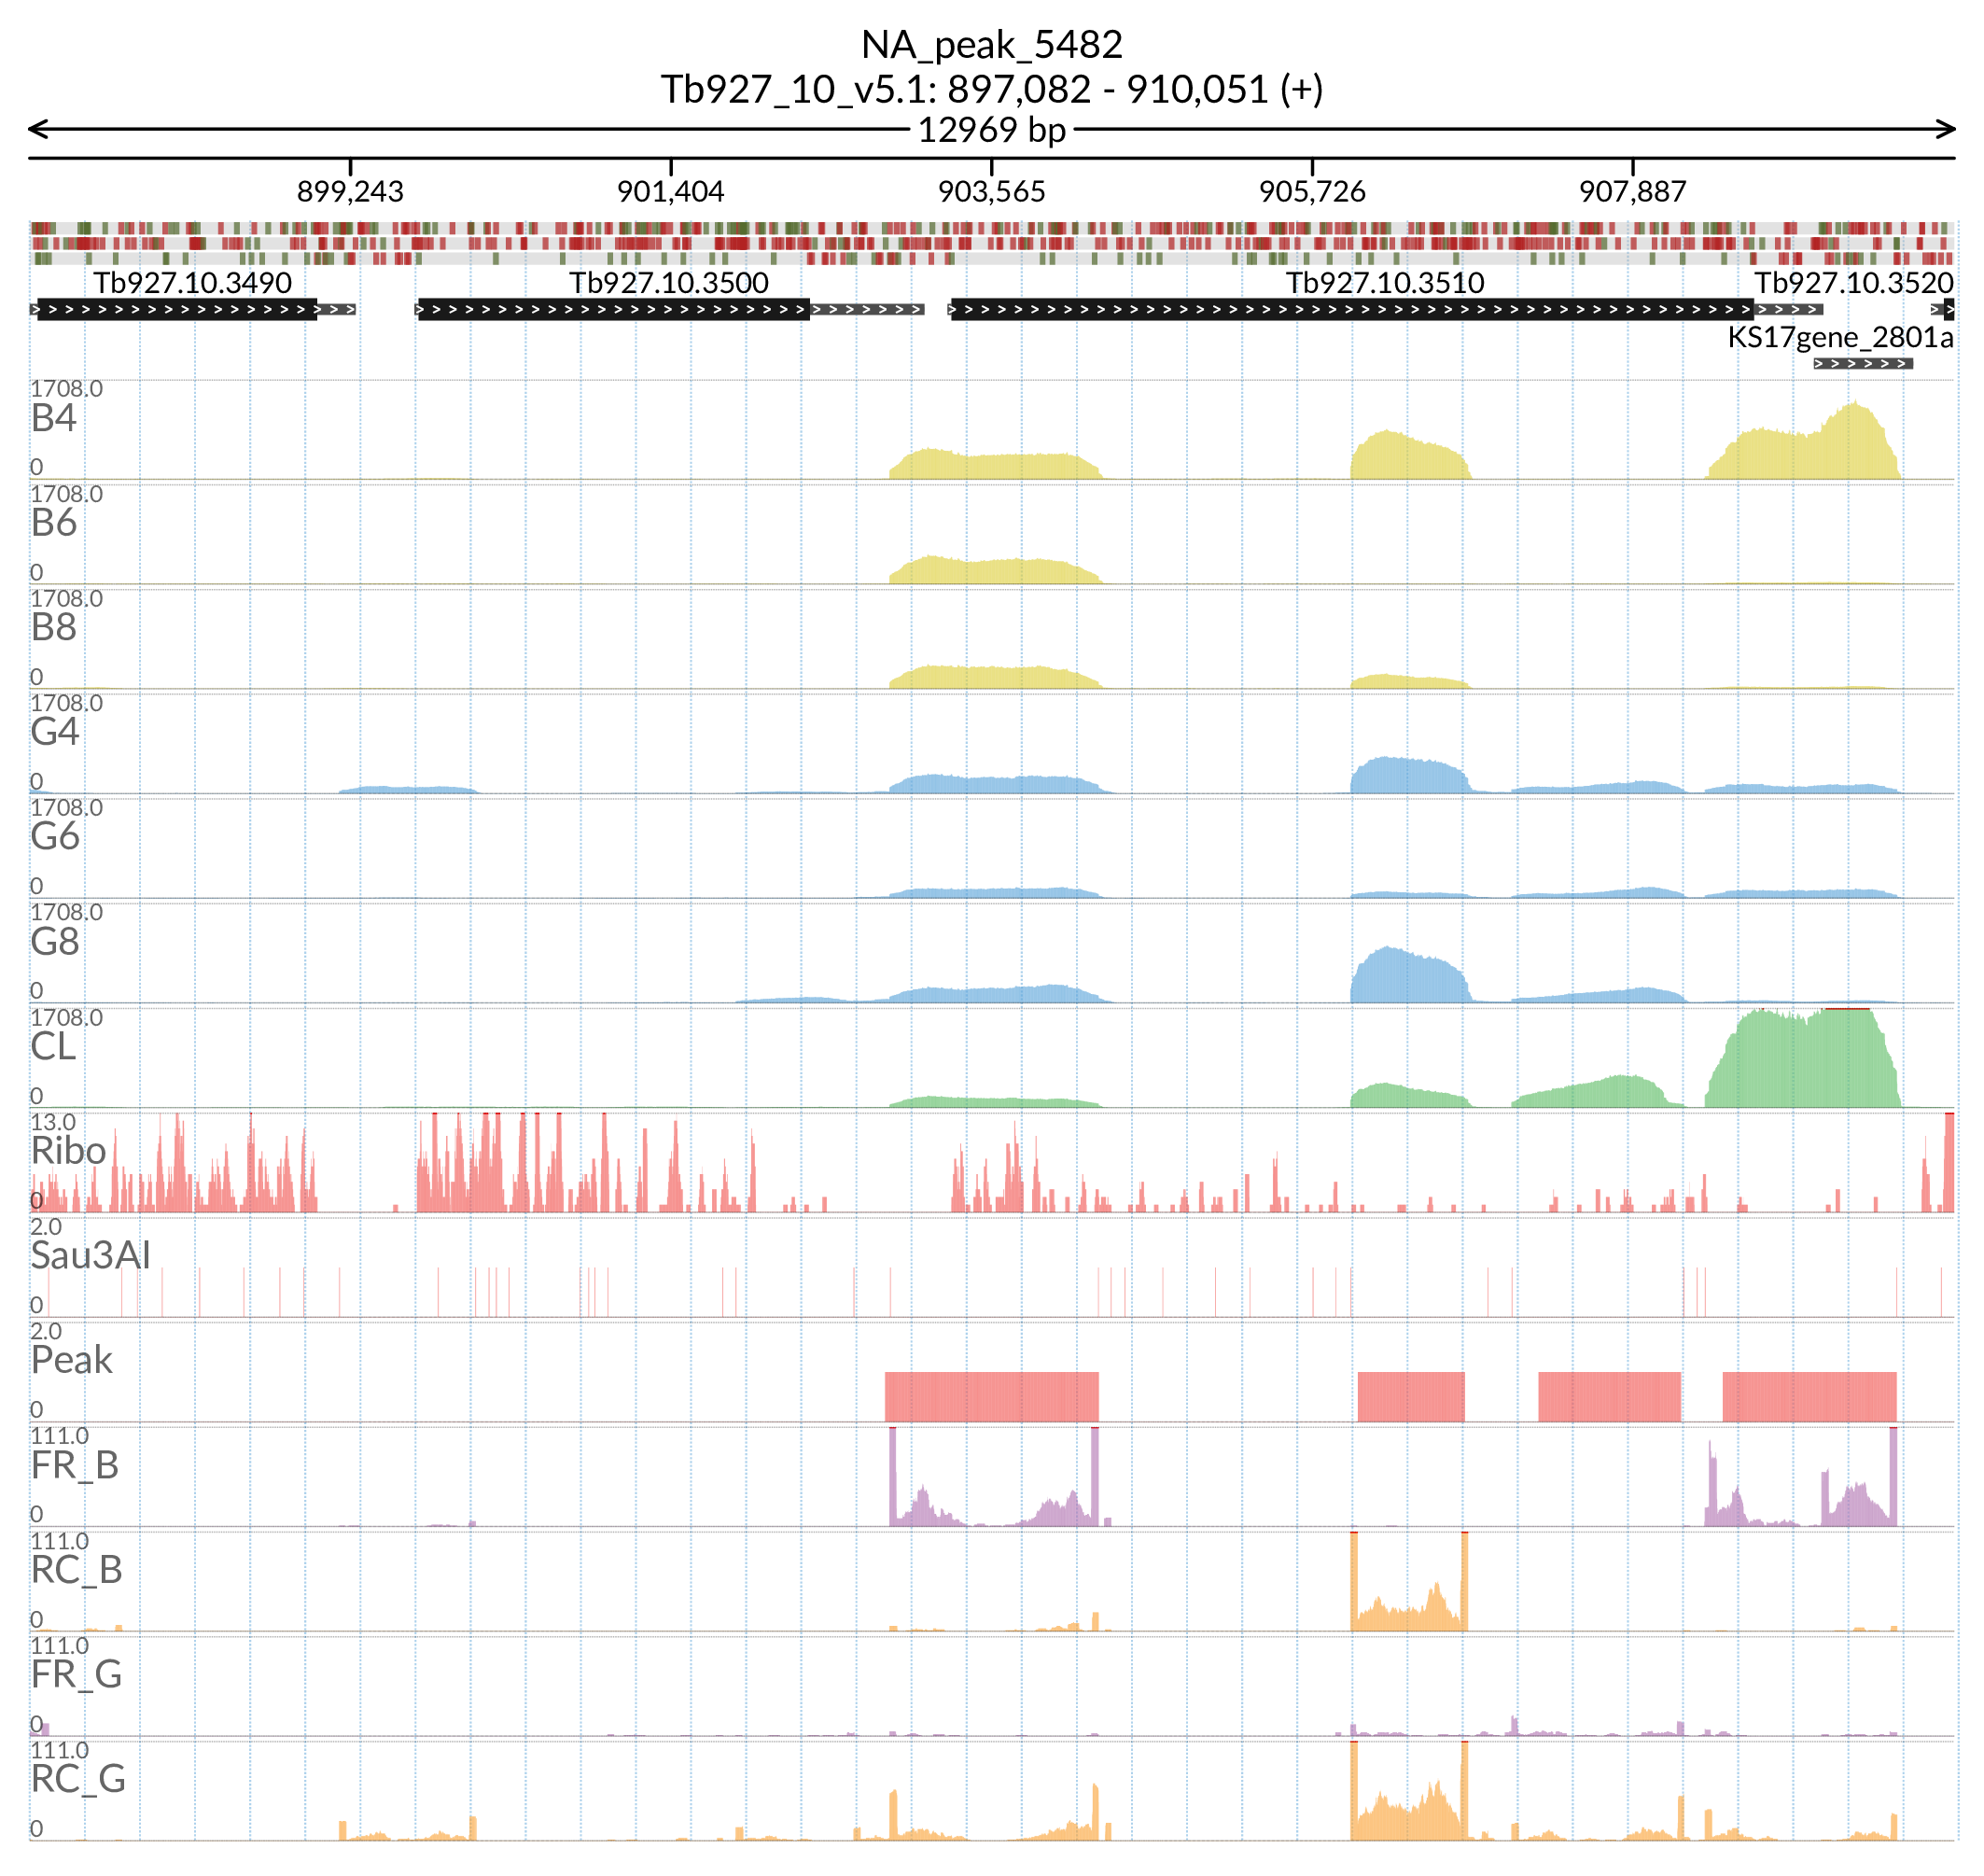 NA_peak_5482
Tb927_10_v5.1: 897,082 - 910,051 (+)
12969 bp
899,243 901,404 903,565 905,726 907,887
Tb927.10.3490 Tb927.10.3500 Tb927.10.3510 Tb927.10.3520
KS17gene_2801a
1708.0
B4
0
1708.0
B6
0
1708.0
B8
0
1708.0
G4
0
1708.0
G6
0
1708.0
G8
0
1708.0
CL
0
13.0
Ribo
0
2.0
Sau3AI
0
2.0
Peak
0
111.0
FR_B
0
111.0
RC_B
0
111.0
FR_G
0
111.0
RC_G
0